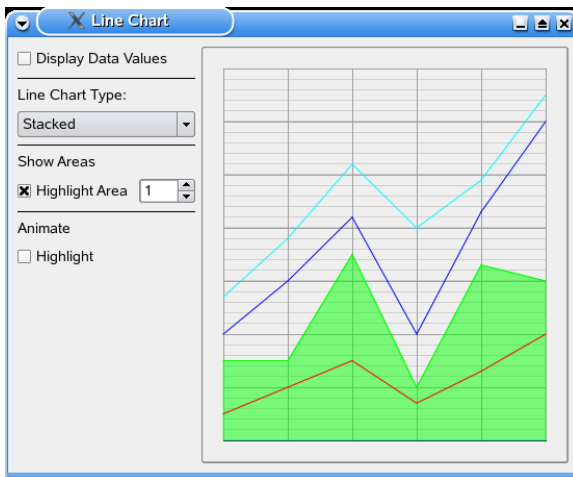 Line Chart
Display Data Values
Line Chart Type:
Stacked
Show Areas
Highlight Area 1
Animate
Highlight